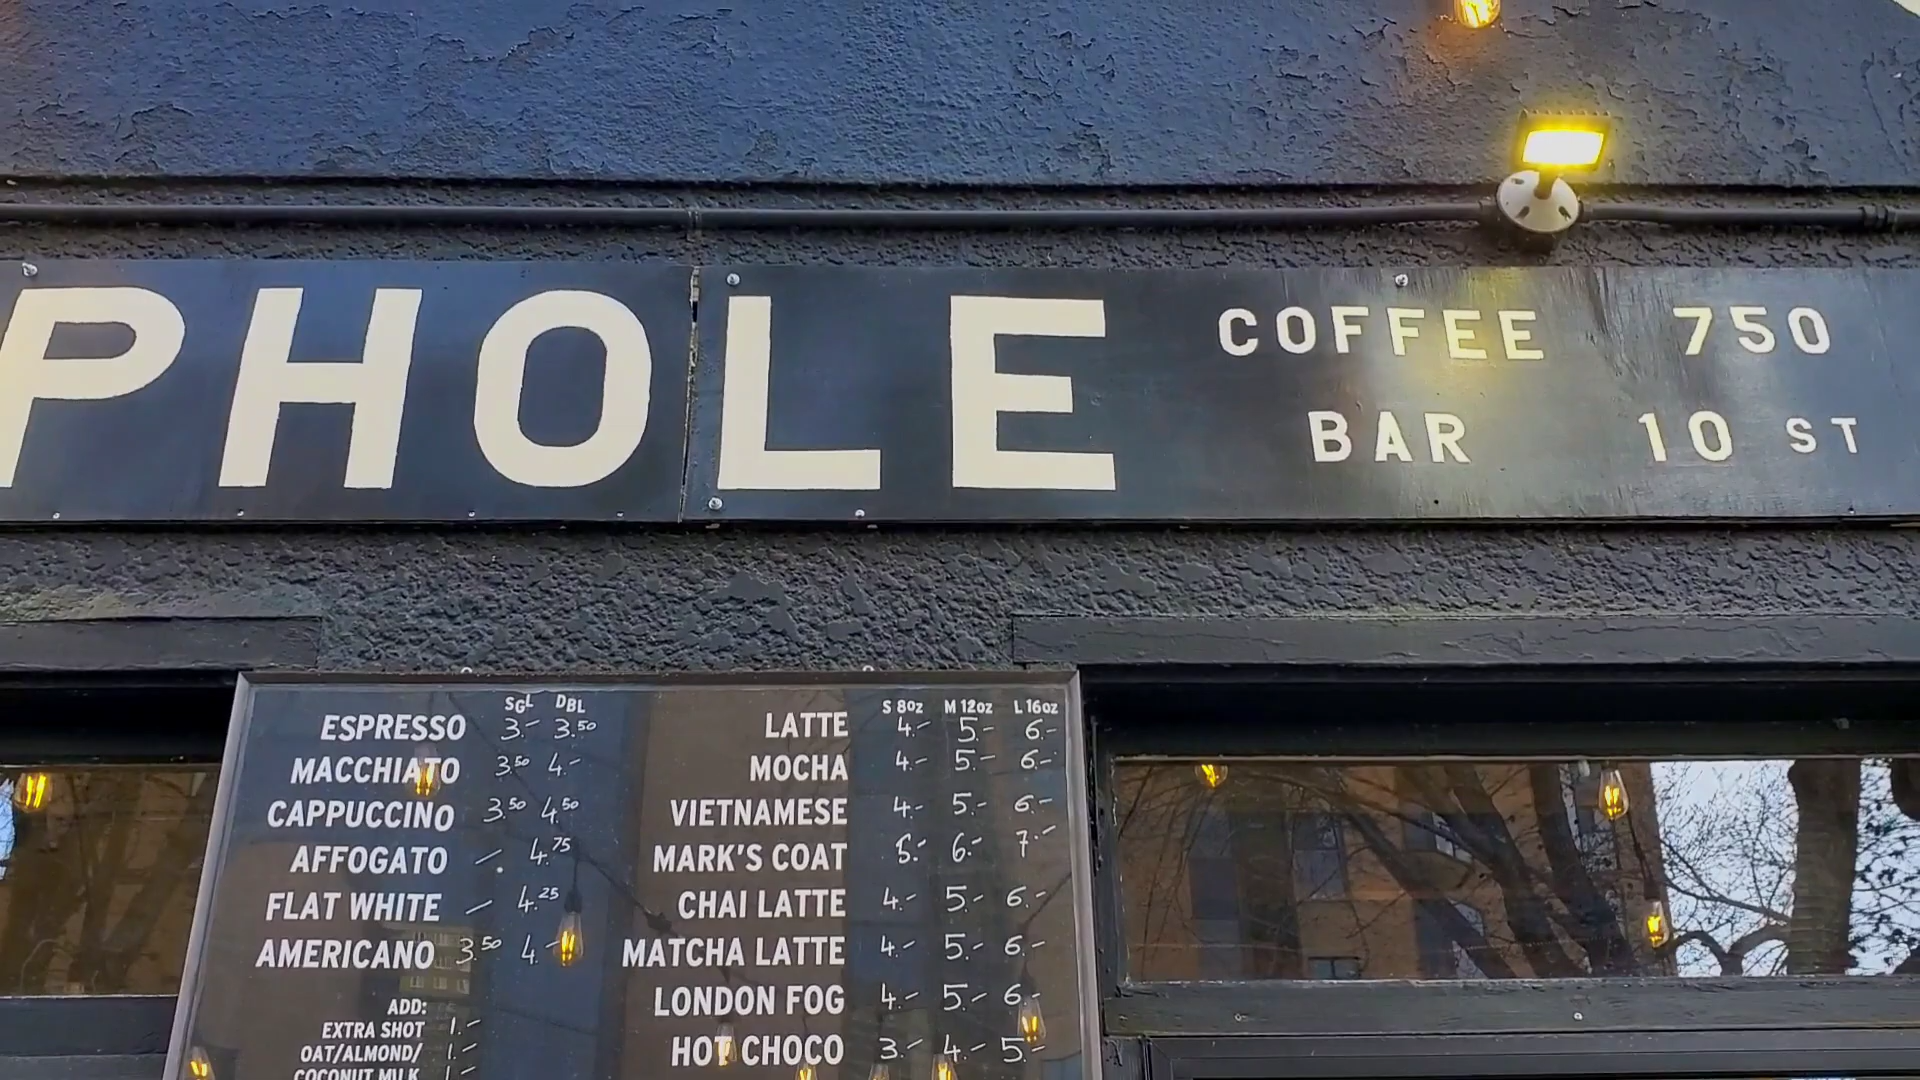 PHOLE
COFFEE 750
BAR 10 ST
SGL DBL
ESPRESSO 3.- 3.50
MACCHIATO 3.50 4.-
CAPPUCCINO 3.50 4.50
AFFOGATO — 4.75
FLAT WHITE — 4.25
AMERICANO 3.50 4.-
ADD:
EXTRA SHOT 1.-
OAT/ALMOND/ 1.-
COCONUT MILK 1.-
S 8OZ M 12OZ L 16OZ
LATTE 4.- 5.- 6.-
MOCHA 4.- 5.- 6.-
VIETNAMESE 4.- 5.- 6.-
MARK'S COAT 5.- 6.- 7.-
CHAI LATTE 4.- 5.- 6.-
MATCHA LATTE 4.- 5.- 6.-
LONDON FOG 4.- 5.- 6.-
HOT CHOCO 3.- 4.- 5.-